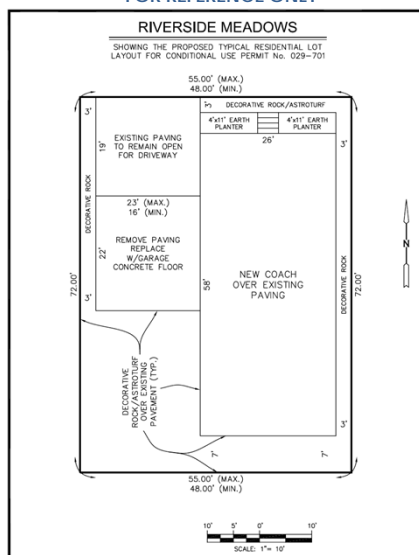 FOR REFERENCE ONLY
RIVERSIDE MEADOWS
SHOWING THE PROPOSED TYPICAL RESIDENTIAL LOT
LAYOUT FOR CONDITIONAL USE PERMIT No. 029-701
55.00' (MAX.)
48.00' (MIN.)
3'
3'
DECORATIVE ROCK/ASTROTURF
4'x11' EARTH
PLANTER
4'x11' EARTH
PLANTER
26'
3'
EXISTING PAVING
TO REMAIN OPEN
FOR DRIVEWAY
19'
DECORATIVE ROCK
23' (MAX.)
16' (MIN.)
REMOVE PAVING
REPLACE
W/GARAGE
CONCRETE FLOOR
22'
3'
72.00'
58'
NEW COACH
OVER EXISTING
PAVING
DECORATIVE ROCK
72.00'
N
DECORATIVE
ROCK/ASTROTURF
OVER EXISTING
PAVEMENT (TYP.)
3'
7'
7'
55.00' (MAX.)
48.00' (MIN.)
10'
5'
0'
10'
SCALE: 1"= 10'